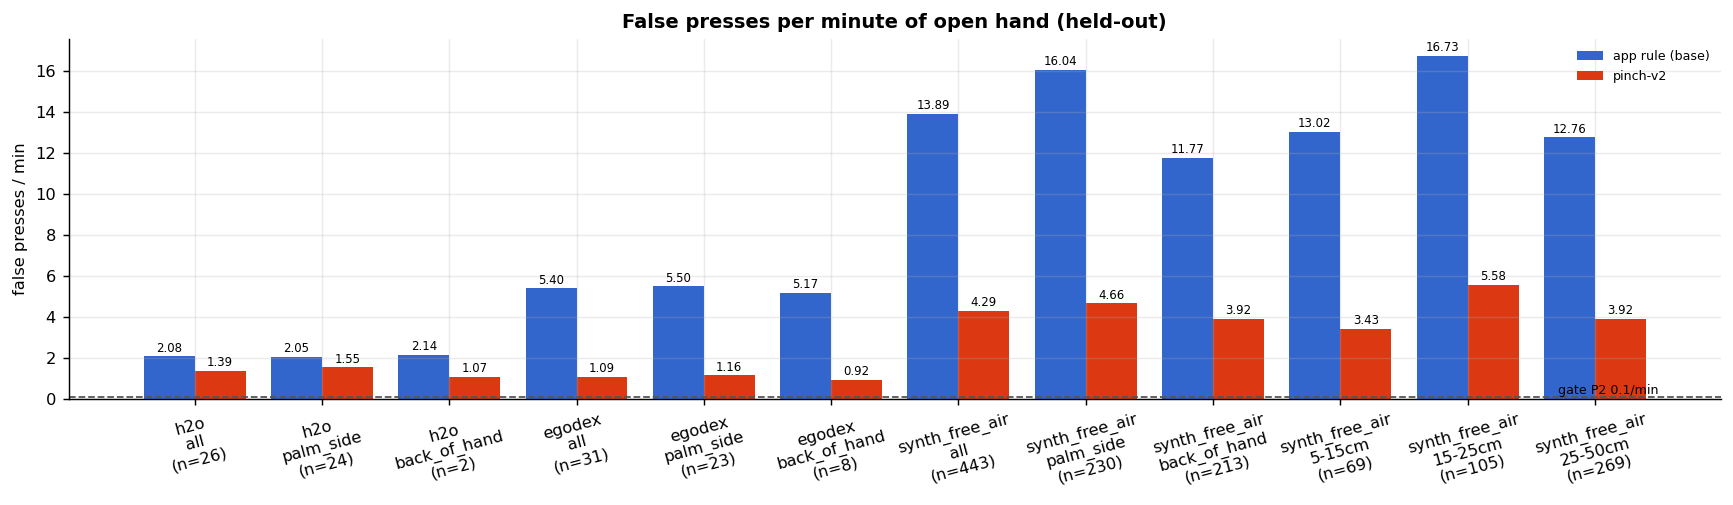 False presses per minute of open hand (held-out)
app rule (base)
pinch-v2
false presses / min
16
14
12
10
8
6
4
2
0
2.08
1.39
2.05
1.55
2.14
1.07
5.40
1.09
5.50
1.16
5.17
0.92
13.89
4.29
16.04
4.66
11.77
3.92
13.02
3.43
16.73
5.58
12.76
3.92
gate P2 0.1/min
h2o
all
(n=26)
h2o
palm_side
(n=24)
h2o
back_of_hand
(n=2)
egodex
all
(n=31)
egodex
palm_side
(n=23)
egodex
back_of_hand
(n=8)
synth_free_air
all
(n=443)
synth_free_air
palm_side
(n=230)
synth_free_air
back_of_hand
(n=213)
synth_free_air
5-15cm
(n=69)
synth_free_air
15-25cm
(n=105)
synth_free_air
25-50cm
(n=269)